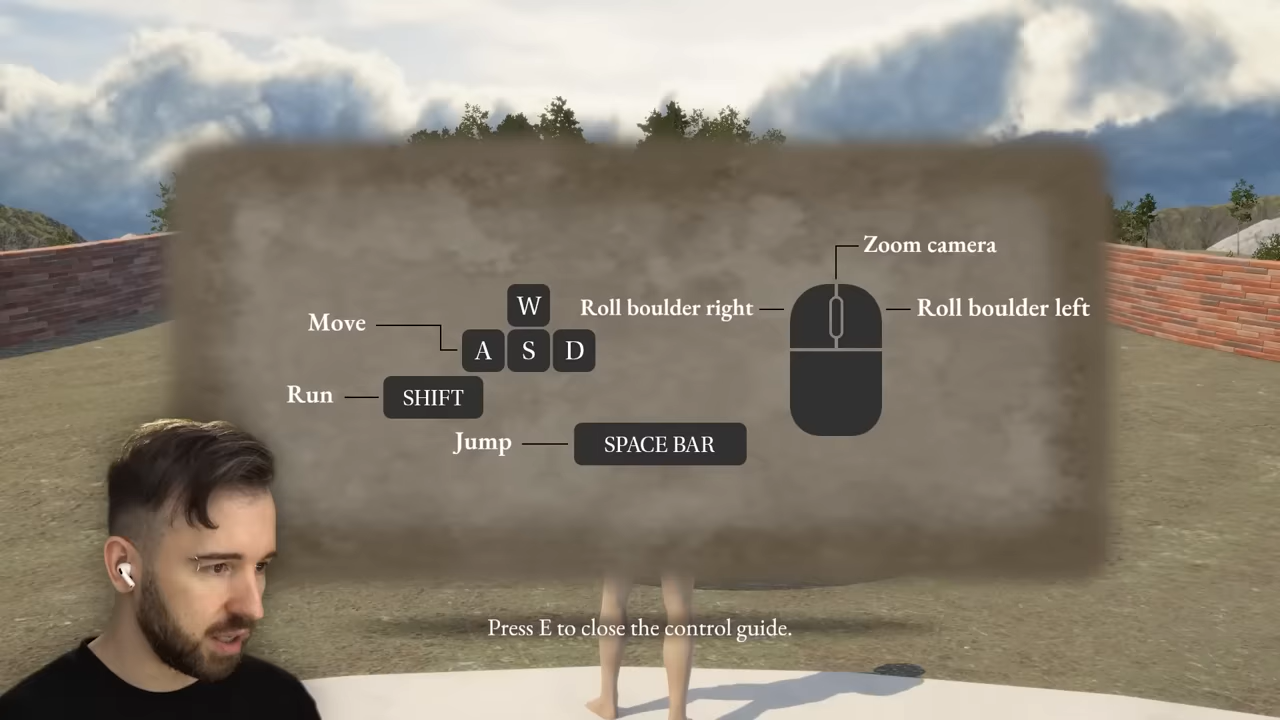 Zoom camera
W
Roll boulder right
Roll boulder left
Move
A S D
Run
SHIFT
Jump
SPACE BAR
Press E to close the control guide.